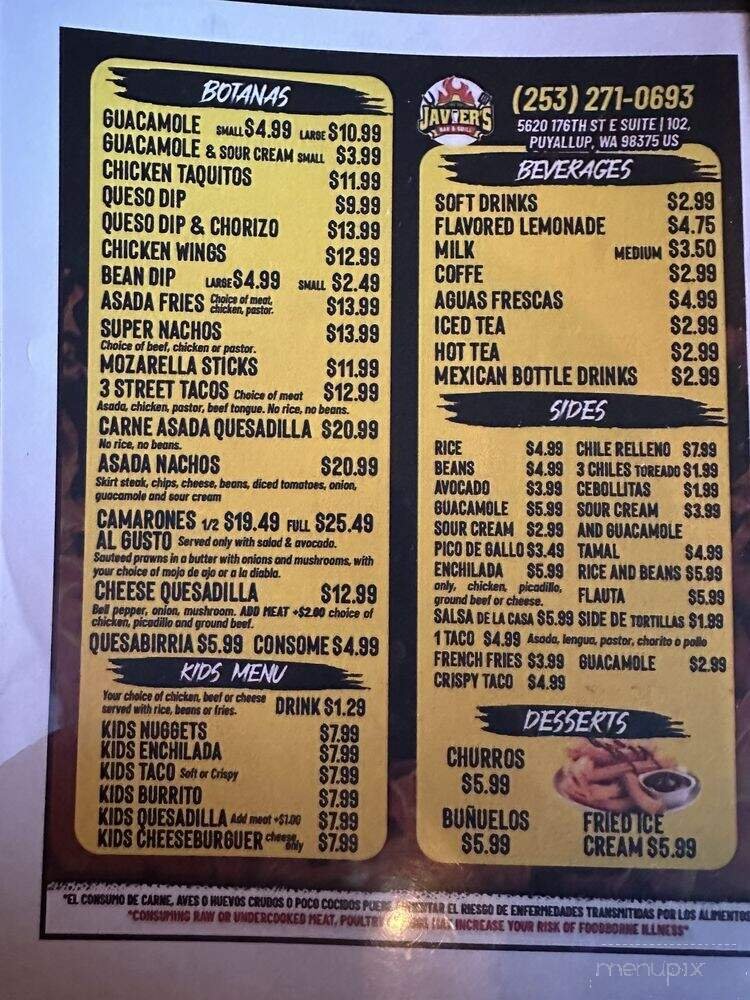 BOTANAS
GUACAMOLE SMALL $4.99 LARGE $10.99
GUACAMOLE & SOUR CREAM SMALL $3.99
CHICKEN TAQUITOS $11.99
QUESO DIP $9.99
QUESO DIP & CHORIZO $13.99
CHICKEN WINGS $12.99
BEAN DIP LARGE $4.99 SMALL $2.49
ASADA FRIES Choice of meat, chicken, pastor. $13.99
SUPER NACHOS $13.99
Choice of beef, chicken or pastor.
MOZARELLA STICKS $11.99
3 STREET TACOS Choice of meat $12.99
Asada, chicken, pastor, beef tongue. No rice, no beans.
CARNE ASADA QUESADILLA $20.99
No rice, no beans.
ASADA NACHOS $20.99
Skirt steak, chips, cheese, beans, diced tomatoes, onion,
guacamole and sour cream
CAMARONES 1/2 $19.49 FULL $25.49
AL GUSTO Served only with salad & avocado.
Sauteed prawns in a butter with onions and mushrooms, with
your choice of mojo de ajo or a la diabla.
CHEESE QUESADILLA $12.99
Bell pepper, onion, mushroom. ADD MEAT +$2.00 choice of
chicken, picadillo and ground beef.
QUESABIRRIA $5.99 CONSOME $4.99
KIDS MENU
Your choice of chicken, beef or cheese
served with rice, beans or fries. DRINK $1.29
KIDS NUGGETS $7.99
KIDS ENCHILADA $7.99
KIDS TACO Soft or Crispy $7.99
KIDS BURRITO $7.99
KIDS QUESADILLA Add meat +$1.00 $7.99
KIDS CHEESEBURGUER cheese only $7.99
JAVIER'S
BAR & GRILL
(253) 271-0693
5620 176TH ST E SUITE | 102,
PUYALLUP, WA 98375 US
BEVERAGES
SOFT DRINKS $2.99
FLAVORED LEMONADE $4.75
MILK MEDIUM $3.50
COFFE $2.99
AGUAS FRESCAS $4.99
ICED TEA $2.99
HOT TEA $2.99
MEXICAN BOTTLE DRINKS $2.99
SIDES
RICE $4.99
BEANS $4.99
AVOCADO $3.99
GUACAMOLE $5.99
SOUR CREAM $2.99
PICO DE GALLO $3.49
ENCHILADA $5.99
only, chicken, picadillo,
ground beef or cheese.
CHILE RELLENO $7.99
3 CHILES TOREADO $1.99
CEBOLLITAS $1.99
SOUR CREAM $3.99
AND GUACAMOLE
TAMAL $4.99
RICE AND BEANS $5.99
FLAUTA $5.99
SALSA DE LA CASA $5.99 SIDE DE TORTILLAS $1.99
1 TACO $4.99 Asada, lengua, pastor, chorito o pollo
FRENCH FRIES $3.99 GUACAMOLE $2.99
CRISPY TACO $4.99
DESSERTS
CHURROS
$5.99
BUÑUELOS
$5.99
FRIED ICE
CREAM $5.99
*EL CONSUMO DE CARNE, AVES O HUEVOS CRUDOS O POCO COCIDOS EL RIESGO DE ENFERMEDADES TRANSMITIDAS POR LOS ALIMENTOS
*CONSUMING RAW OR UNDERCOOKED MEAT, POULTRY INCREASE YOUR RISK OF FOODBORNE ILLNESS*
menupix